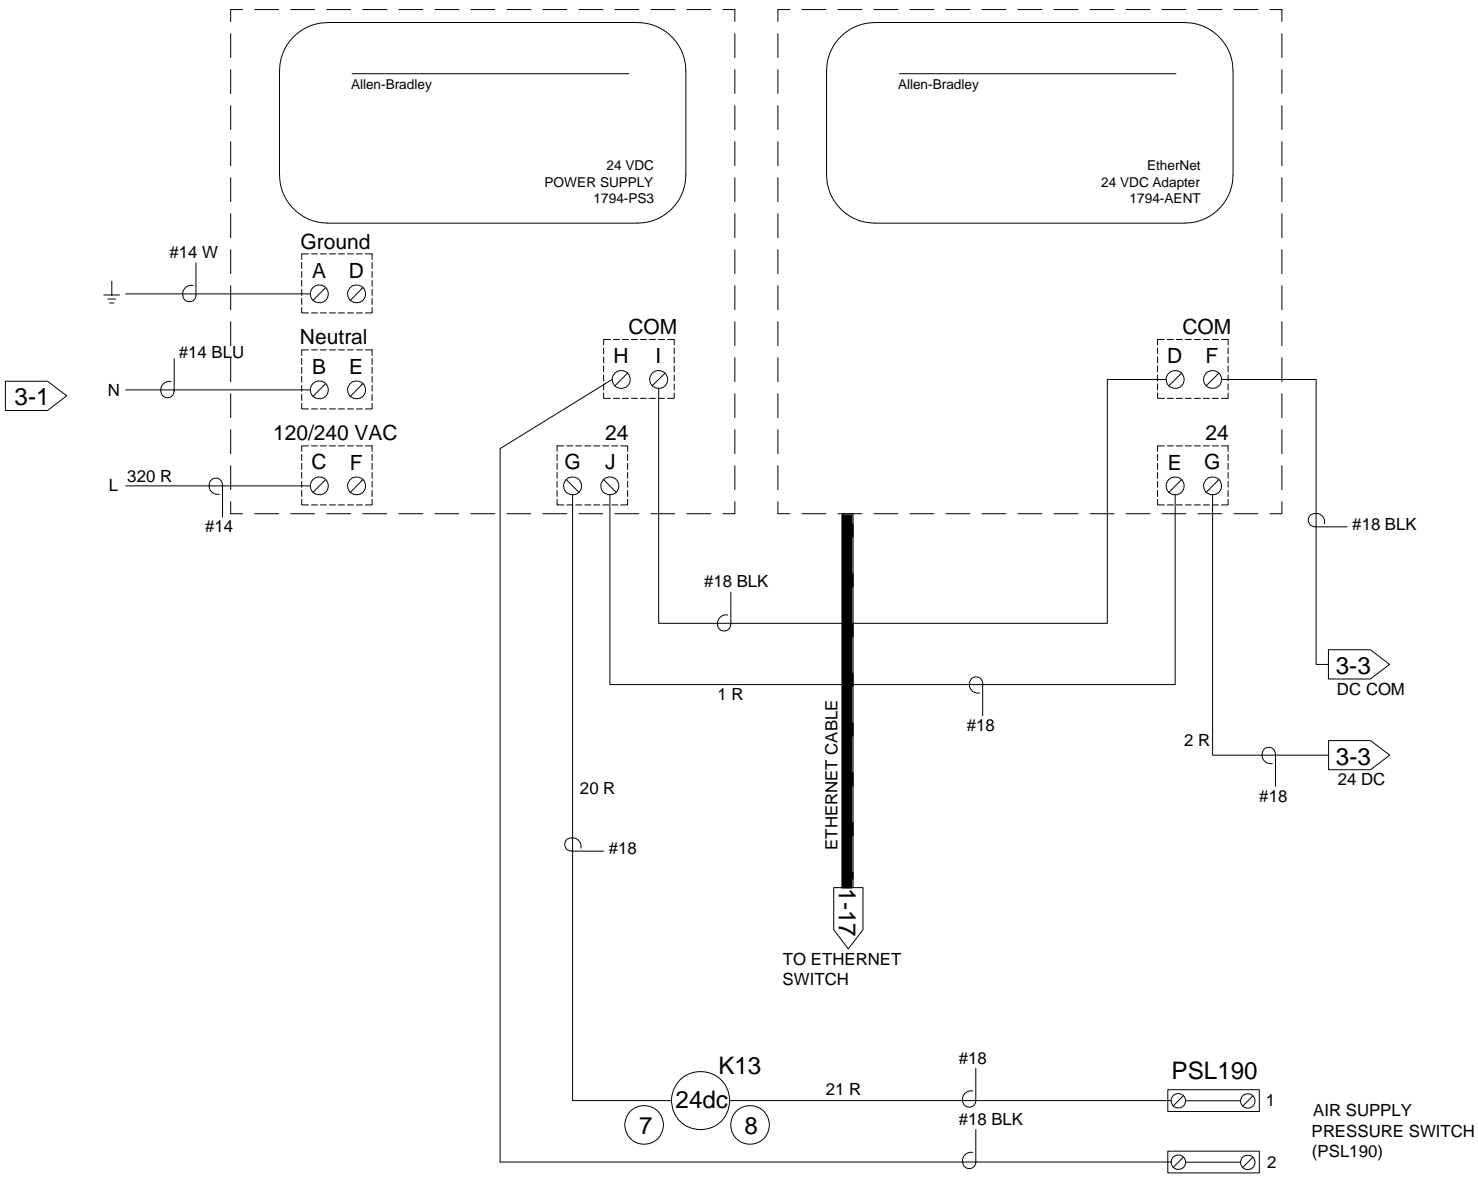 Allen-Bradley
24 VDC
POWER SUPPLY
1794-PS3
Allen-Bradley
EtherNet
24 VDC Adapter
1794-AENT
#14 W
Ground
A D
#14 BLU
Neutral
B E
3-1
N
120/240 VAC
C F
L
320 R
#14
COM
H I
24
G J
COM
D F
24
E G
#18 BLK
#18 BLK
3-3
DC COM
1 R
#18
2 R
3-3
24 DC
#18
ETHERNET CABLE
20 R
#18
1-17
TO ETHERNET
SWITCH
K13
24dc
7
8
21 R
#18
#18 BLK
PSL190
1
2
AIR SUPPLY
PRESSURE SWITCH
(PSL190)